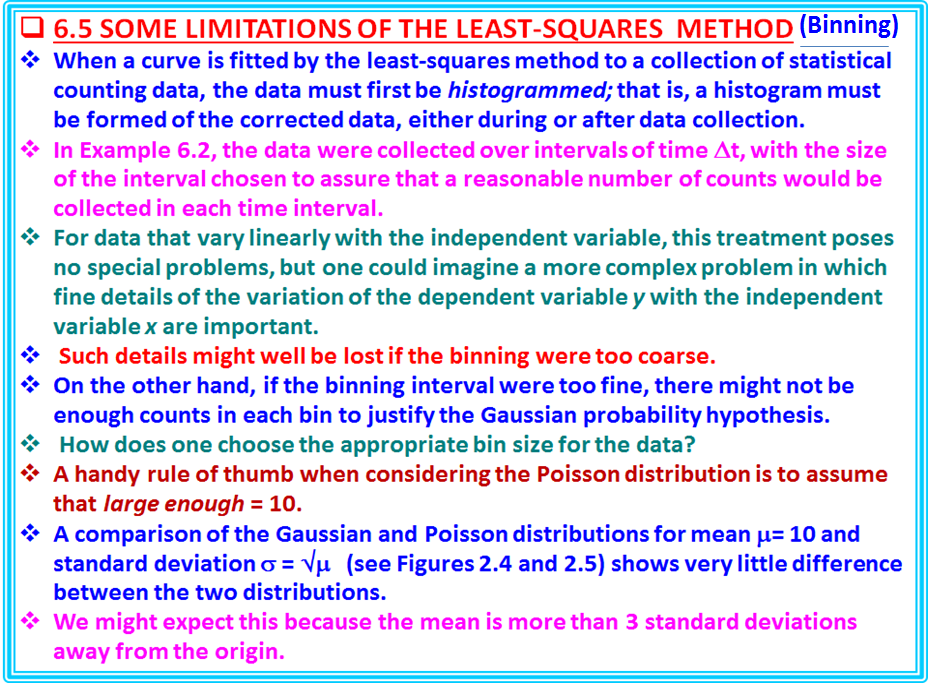 ❑ 6.5 SOME LIMITATIONS OF THE LEAST-SQUARES METHOD (Binning)
❖ When a curve is fitted by the least-squares method to a collection of statistical
counting data, the data must first be histogrammed; that is, a histogram must
be formed of the corrected data, either during or after data collection.
❖ In Example 6.2, the data were collected over intervals of time Δt, with the size
of the interval chosen to assure that a reasonable number of counts would be
collected in each time interval.
❖ For data that vary linearly with the independent variable, this treatment poses
no special problems, but one could imagine a more complex problem in which
fine details of the variation of the dependent variable y with the independent
variable x are important.
❖ Such details might well be lost if the binning were too coarse.
❖ On the other hand, if the binning interval were too fine, there might not be
enough counts in each bin to justify the Gaussian probability hypothesis.
❖ How does one choose the appropriate bin size for the data?
❖ A handy rule of thumb when considering the Poisson distribution is to assume
that large enough = 10.
❖ A comparison of the Gaussian and Poisson distributions for mean μ= 10 and
standard deviation σ = √μ (see Figures 2.4 and 2.5) shows very little difference
between the two distributions.
❖ We might expect this because the mean is more than 3 standard deviations
away from the origin.